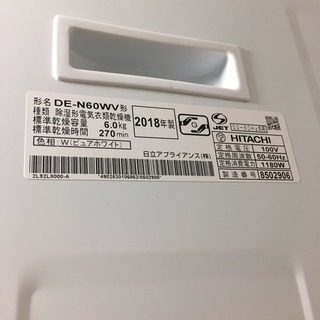 形名 DE-N60WV形
種類 除湿形電気衣類乾燥機
標準乾燥容量 6.0kg
標準乾燥時間 270min
色相:W(ピュアホワイト)
2018年製
JET
HITACHI
定格電圧 100V
定格周波数 50-60Hz
定格消費電力 1180W
製造番号 8502906
日立アプライアンス(株)
2L92L8000-A